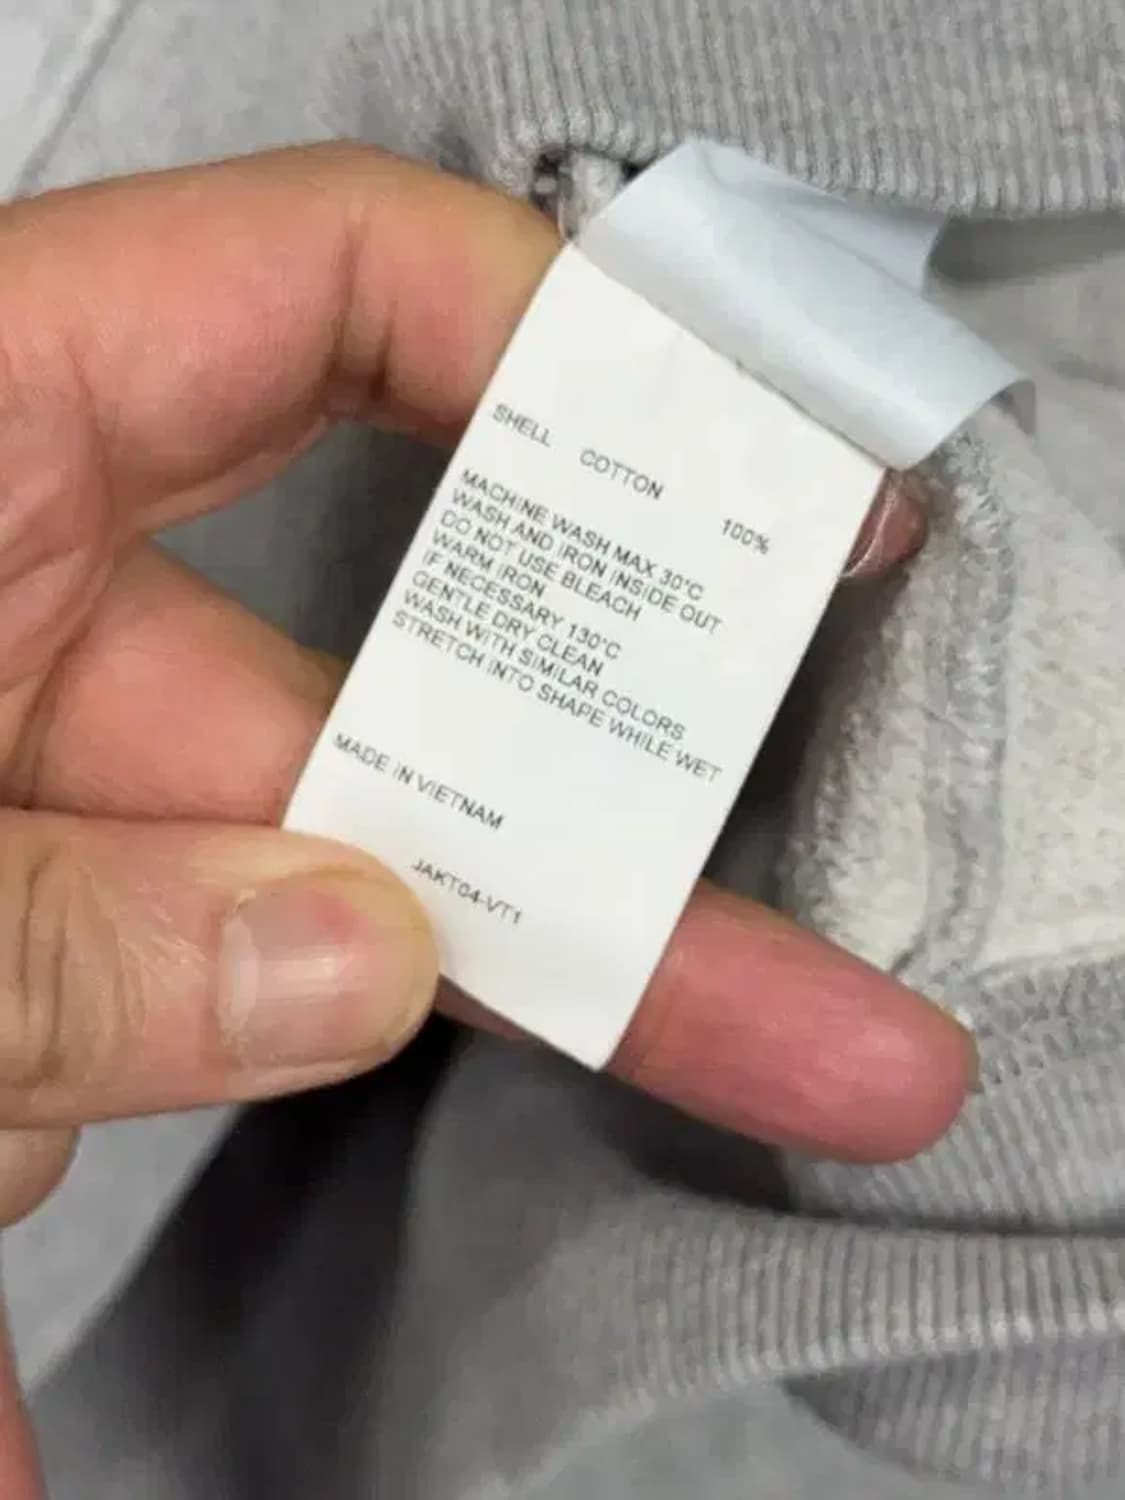 SHELL COTTON 100%
MACHINE WASH MAX 30°C
WASH AND IRON INSIDE OUT
DO NOT USE BLEACH
WARM IRON
IF NECESSARY 130°C
GENTLE DRY CLEAN
WASH WITH SIMILAR COLORS
STRETCH INTO SHAPE WHILE WET
MADE IN VIETNAM
JAKT04-VT1